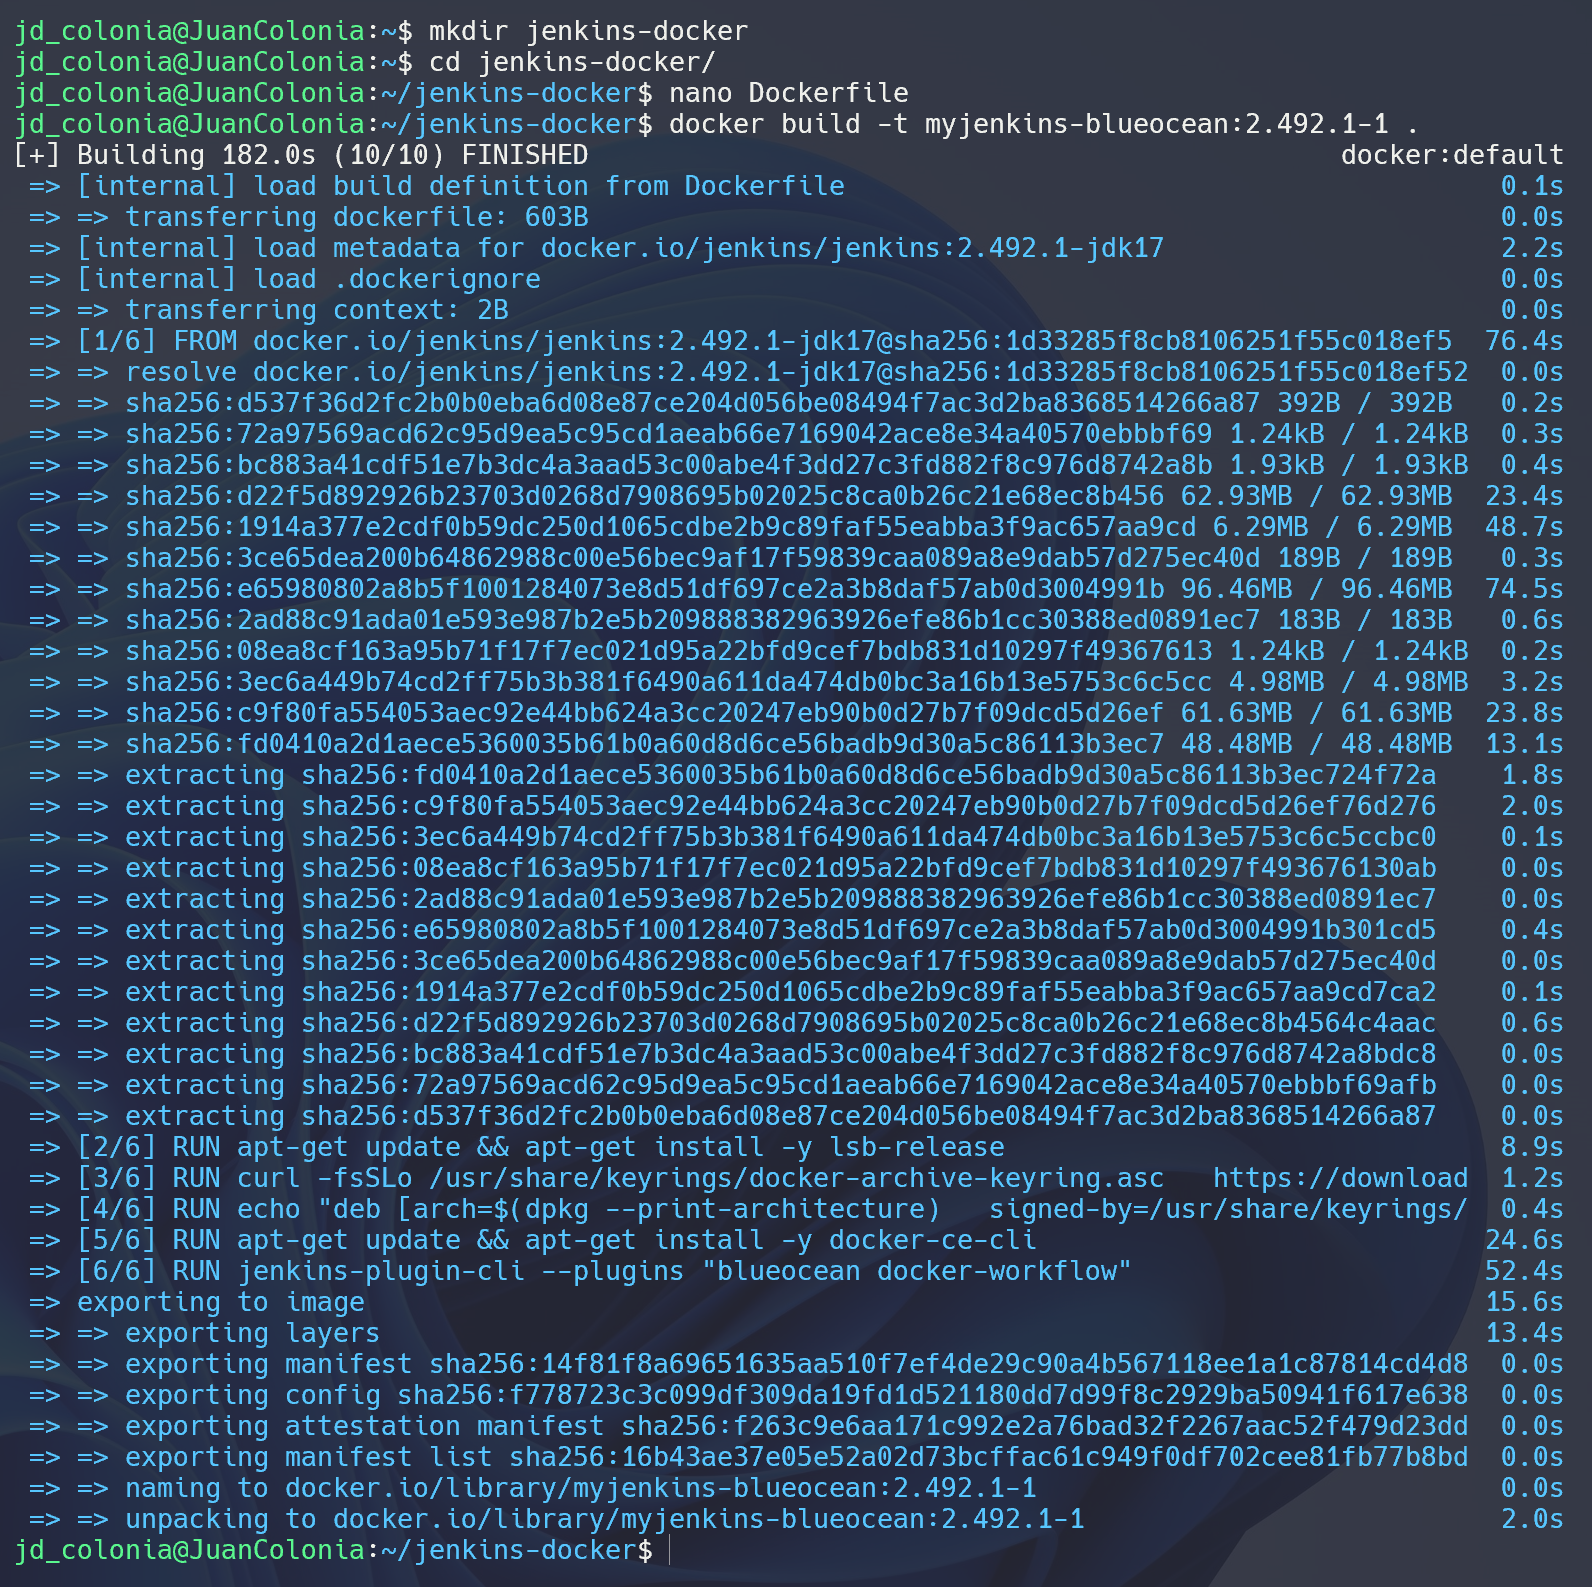 jd_colonia@JuanColonia:~$ mkdir jenkins-docker
jd_colonia@JuanColonia:~$ cd jenkins-docker/
jd_colonia@JuanColonia:~/jenkins-docker$ nano Dockerfile
jd_colonia@JuanColonia:~/jenkins-docker$ docker build -t myjenkins-blueocean:2.492.1-1 .
[+] Building 182.0s (10/10) FINISHED docker:default
=> [internal] load build definition from Dockerfile 0.1s
=> => transferring dockerfile: 603B 0.0s
=> [internal] load metadata for docker.io/jenkins/jenkins:2.492.1-jdk17 2.2s
=> [internal] load .dockerignore 0.0s
=> => transferring context: 2B 0.0s
=> [1/6] FROM docker.io/jenkins/jenkins:2.492.1-jdk17@sha256:1d33285f8cb8106251f55c018ef5 76.4s
=> => resolve docker.io/jenkins/jenkins:2.492.1-jdk17@sha256:1d33285f8cb8106251f55c018ef52 0.0s
=> => sha256:d537f36d2fc2b0b0eba6d08e87ce204d056be08494f7ac3d2ba8368514266a87 392B / 392B 0.2s
=> => sha256:72a97569acd62c95d9ea5c95cd1aeab66e7169042ace8e34a40570ebbbf69 1.24kB / 1.24kB 0.3s
=> => sha256:bc883a41cdf51e7b3dc4a3aad53c00abe4f3dd27c3fd882f8c976d8742a8b 1.93kB / 1.93kB 0.4s
=> => sha256:d22f5d892926b23703d0268d7908695b02025c8ca0b26c21e68ec8b456 62.93MB / 62.93MB 23.4s
=> => sha256:1914a377e2cdf0b59dc250d1065cdbe2b9c89faf55eabba3f9ac657aa9cd 6.29MB / 6.29MB 48.7s
=> => sha256:3ce65dea200b64862988c00e56bec9af17f59839caa089a8e9dab57d275ec40d 189B / 189B 0.3s
=> => sha256:e65980802a8b5f1001284073e8d51df697ce2a3b8daf57ab0d3004991b 96.46MB / 96.46MB 74.5s
=> => sha256:2ad88c91ada01e593e987b2e5b209888382963926efe86b1cc30388ed0891ec7 183B / 183B 0.6s
=> => sha256:08ea8cf163a95b71f17f7ec021d95a22bfd9cef7bdb831d10297f49367613 1.24kB / 1.24kB 0.2s
=> => sha256:3ec6a449b74cd2ff75b3b381f6490a611da474db0bc3a16b13e5753c6c5cc 4.98MB / 4.98MB 3.2s
=> => sha256:c9f80fa554053aec92e44bb624a3cc20247eb90b0d27b7f09dcd5d26ef 61.63MB / 61.63MB 23.8s
=> => sha256:fd0410a2d1aece5360035b61b0a60d8d6ce56badb9d30a5c86113b3ec7 48.48MB / 48.48MB 13.1s
=> => extracting sha256:fd0410a2d1aece5360035b61b0a60d8d6ce56badb9d30a5c86113b3ec724f72a 1.8s
=> => extracting sha256:c9f80fa554053aec92e44bb624a3cc20247eb90b0d27b7f09dcd5d26ef76d276 2.0s
=> => extracting sha256:3ec6a449b74cd2ff75b3b381f6490a611da474db0bc3a16b13e5753c6c5ccbc0 0.1s
=> => extracting sha256:08ea8cf163a95b71f17f7ec021d95a22bfd9cef7bdb831d10297f493676130ab 0.0s
=> => extracting sha256:2ad88c91ada01e593e987b2e5b209888382963926efe86b1cc30388ed0891ec7 0.0s
=> => extracting sha256:e65980802a8b5f1001284073e8d51df697ce2a3b8daf57ab0d3004991b301cd5 0.4s
=> => extracting sha256:3ce65dea200b64862988c00e56bec9af17f59839caa089a8e9dab57d275ec40d 0.0s
=> => extracting sha256:1914a377e2cdf0b59dc250d1065cdbe2b9c89faf55eabba3f9ac657aa9cd7ca2 0.1s
=> => extracting sha256:d22f5d892926b23703d0268d7908695b02025c8ca0b26c21e68ec8b4564c4aac 0.6s
=> => extracting sha256:bc883a41cdf51e7b3dc4a3aad53c00abe4f3dd27c3fd882f8c976d8742a8bdc8 0.0s
=> => extracting sha256:72a97569acd62c95d9ea5c95cd1aeab66e7169042ace8e34a40570ebbbf69afb 0.0s
=> => extracting sha256:d537f36d2fc2b0b0eba6d08e87ce204d056be08494f7ac3d2ba8368514266a87 0.0s
=> [2/6] RUN apt-get update && apt-get install -y lsb-release 8.9s
=> [3/6] RUN curl -fsSLo /usr/share/keyrings/docker-archive-keyring.asc   https://download 1.2s
=> [4/6] RUN echo "deb [arch=$(dpkg --print-architecture)   signed-by=/usr/share/keyrings/ 0.4s
=> [5/6] RUN apt-get update && apt-get install -y docker-ce-cli 24.6s
=> [6/6] RUN jenkins-plugin-cli --plugins "blueocean docker-workflow" 52.4s
=> exporting to image 15.6s
=> => exporting layers 13.4s
=> => exporting manifest sha256:14f81f8a69651635aa510f7ef4de29c90a4b567118ee1a1c87814cd4d8 0.0s
=> => exporting config sha256:f778723c3c099df309da19fd1d521180dd7d99f8c2929ba50941f617e638 0.0s
=> => exporting attestation manifest sha256:f263c9e6aa171c992e2a76bad32f2267aac52f479d23dd 0.0s
=> => exporting manifest list sha256:16b43ae37e05e52a02d73bcffac61c949f0df702cee81fb77b8bd 0.0s
=> => naming to docker.io/library/myjenkins-blueocean:2.492.1-1 0.0s
=> => unpacking to docker.io/library/myjenkins-blueocean:2.492.1-1 2.0s
jd_colonia@JuanColonia:~/jenkins-docker$